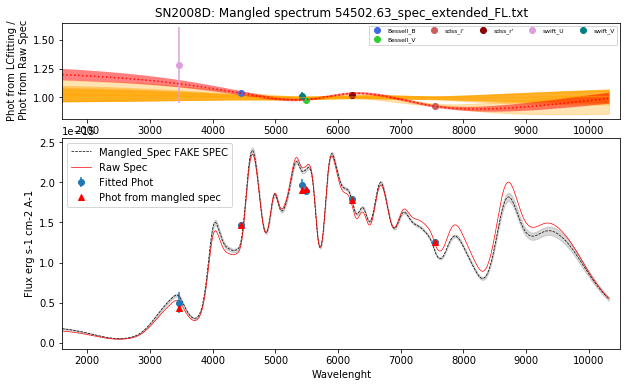 SN2008D: Mangled spectrum 54502.63_spec_extended_FL.txt
Phot from LCfitting /
Phot from Raw Spec
1.50
1.25
1.00
Bessell_B
Bessell_V
sdss_i'
sdss_r'
swift_U
swift_V
2000 3000 4000 5000 6000 7000 8000 9000 10000
1e−15
Flux erg s-1 cm-2 A-1
2.5
2.0
1.5
1.0
0.5
0.0
Mangled_Spec FAKE SPEC
Raw Spec
Fitted Phot
Phot from mangled spec
2000 3000 4000 5000 6000 7000 8000 9000 10000
Wavelenght